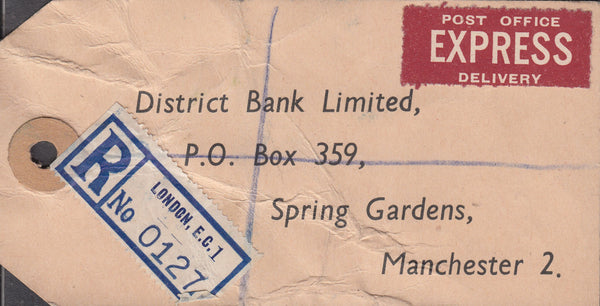 POST OFFICE
EXPRESS
DELIVERY
District Bank Limited,
P.O. Box 359,
Spring Gardens,
Manchester 2.
R
LONDON, E.C.1
No 0127